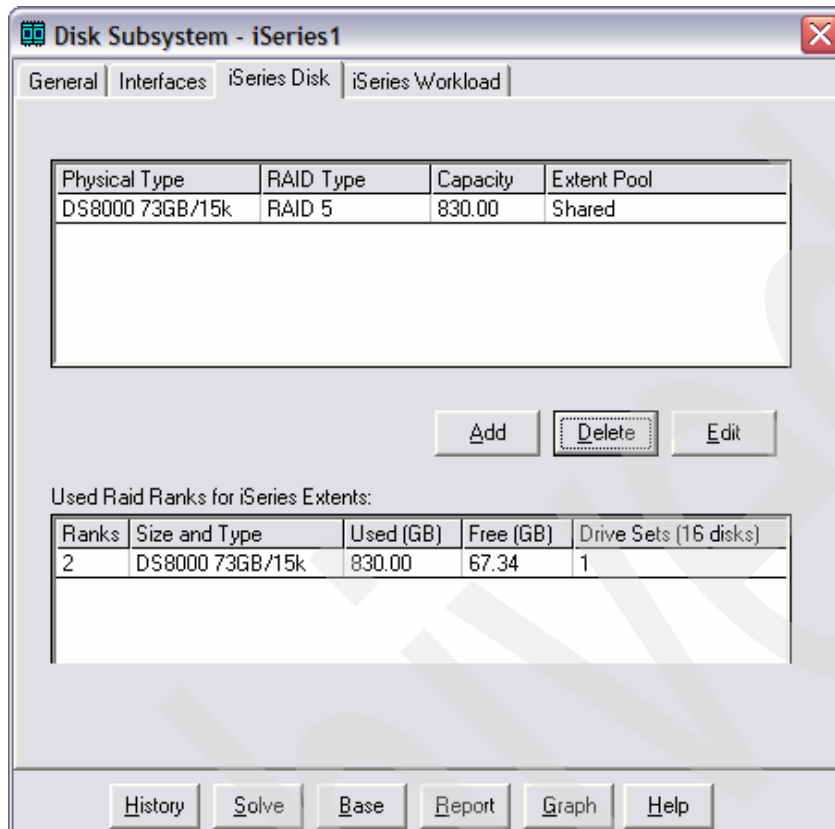 Disk Subsystem - iSeries1
General Interfaces iSeries Disk iSeries Workload
Physical Type RAID Type Capacity Extent Pool
DS8000 73GB/15k RAID 5 830.00 Shared
Add Delete Edit
Used Raid Ranks for iSeries Extents:
Ranks Size and Type Used (GB) Free (GB) Drive Sets (16 disks)
2 DS8000 73GB/15k 830.00 67.34 1
History Solve Base Report Graph Help